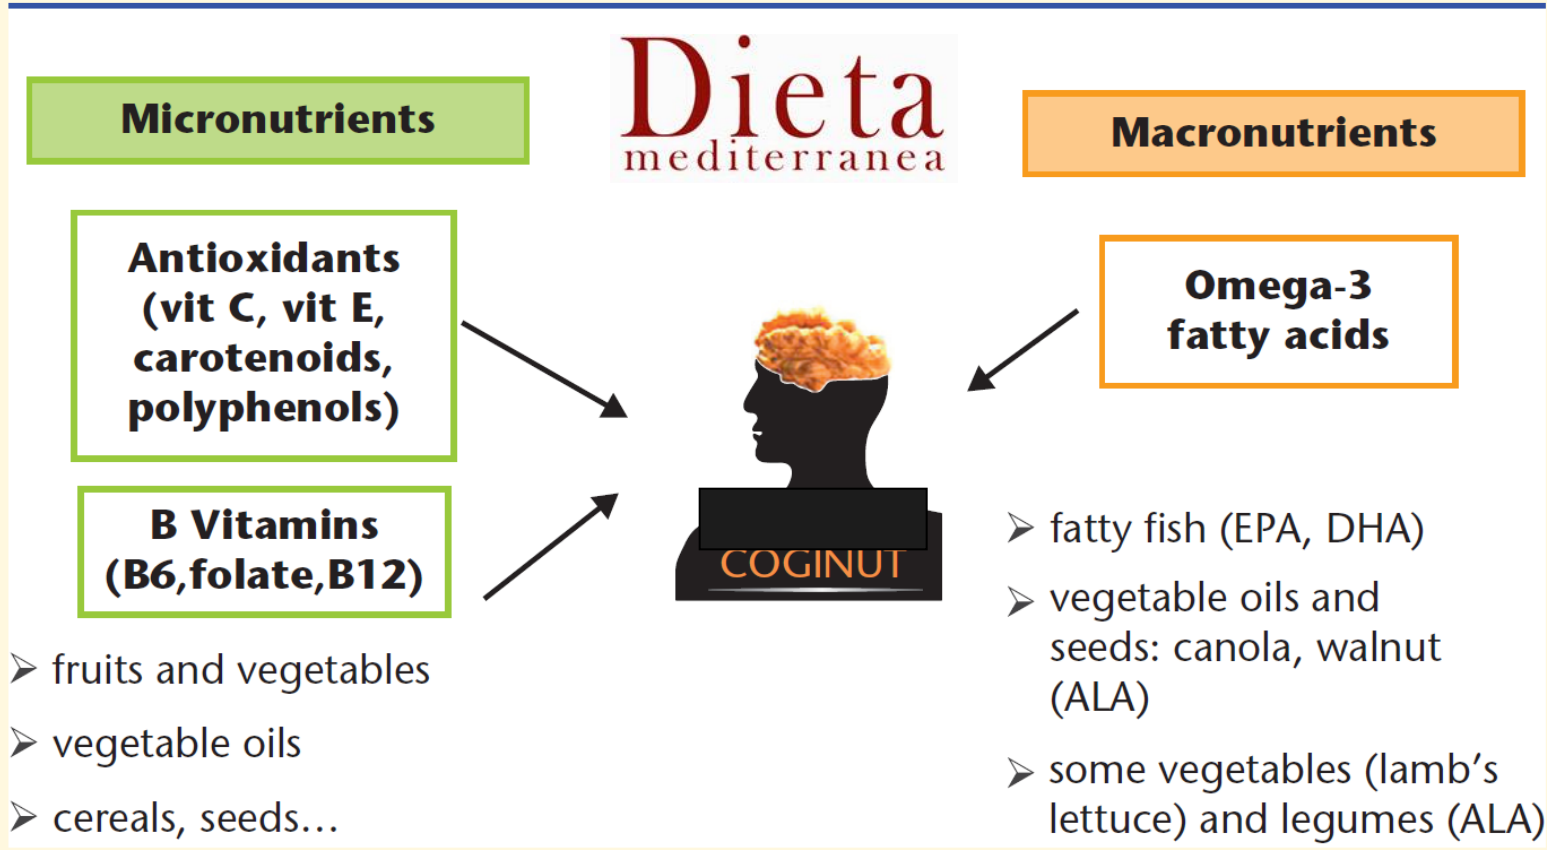 Dieta
mediterranea
Micronutrients
Antioxidants
(vit C, vit E,
carotenoids,
polyphenols)
B Vitamins
(B6,folate,B12)
➢ fruits and vegetables
➢ vegetable oils
➢ cereals, seeds...
COGINUT
Macronutrients
Omega-3
fatty acids
➢ fatty fish (EPA, DHA)
➢ vegetable oils and
seeds: canola, walnut
(ALA)
➢ some vegetables (lamb’s
lettuce) and legumes (ALA)